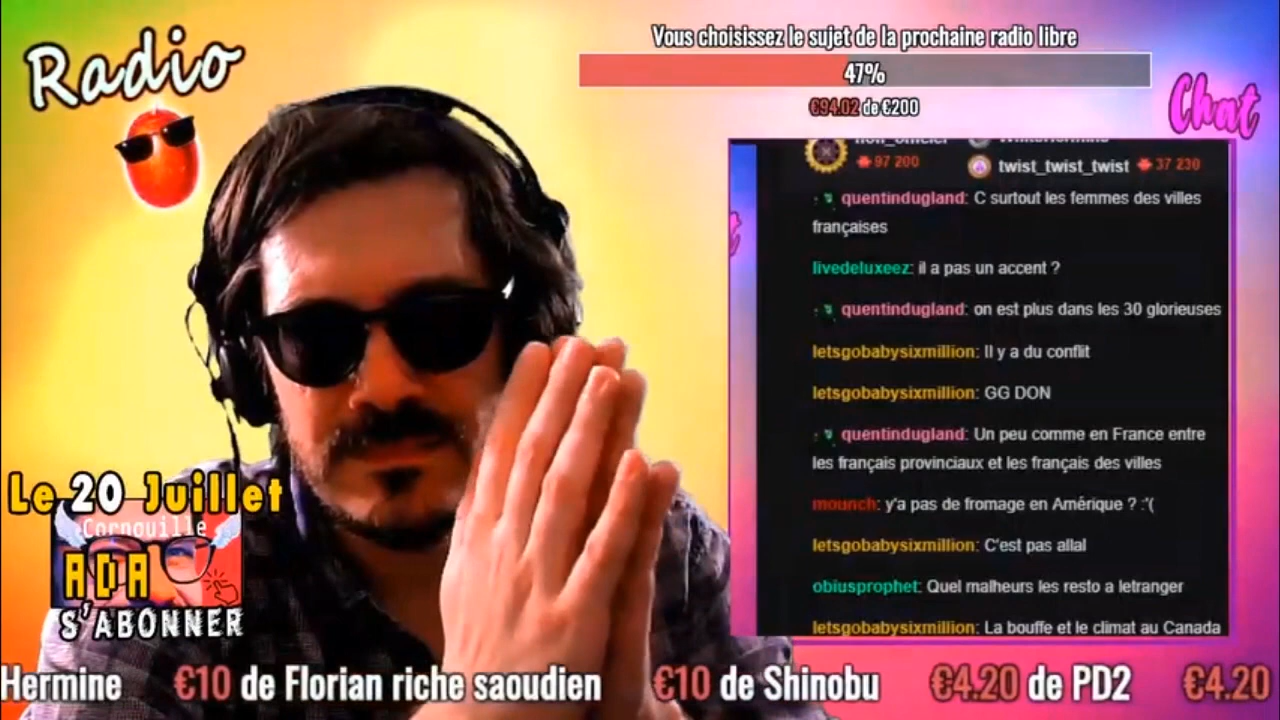 Radio
Vous choisissez le sujet de la prochaine radio libre
47%
€94.02 de €200
Chat
97 200
twist_twist_twist 37 230
quentindugland: C surtout les femmes des villes
françaises
livedeluxeez: il a pas un accent ?
quentindugland: on est plus dans les 30 glorieuses
letsgobabysixmillion: Il y a du conflit
letsgobabysixmillion: GG DON
quentindugland: Un peu comme en France entre
les français provinciaux et les français des villes
mounch: y'a pas de fromage en Amérique ? :'(
letsgobabysixmillion: C'est pas allal
obiusprophet: Quel malheurs les resto a letranger
letsgobabysixmillion: La bouffe et le climat au Canada
Le 20 Juillet
Cornouille
ADA
S'ABONNER
Hermine €10 de Florian riche saoudien €10 de Shinobu €4.20 de PD2 €4.20